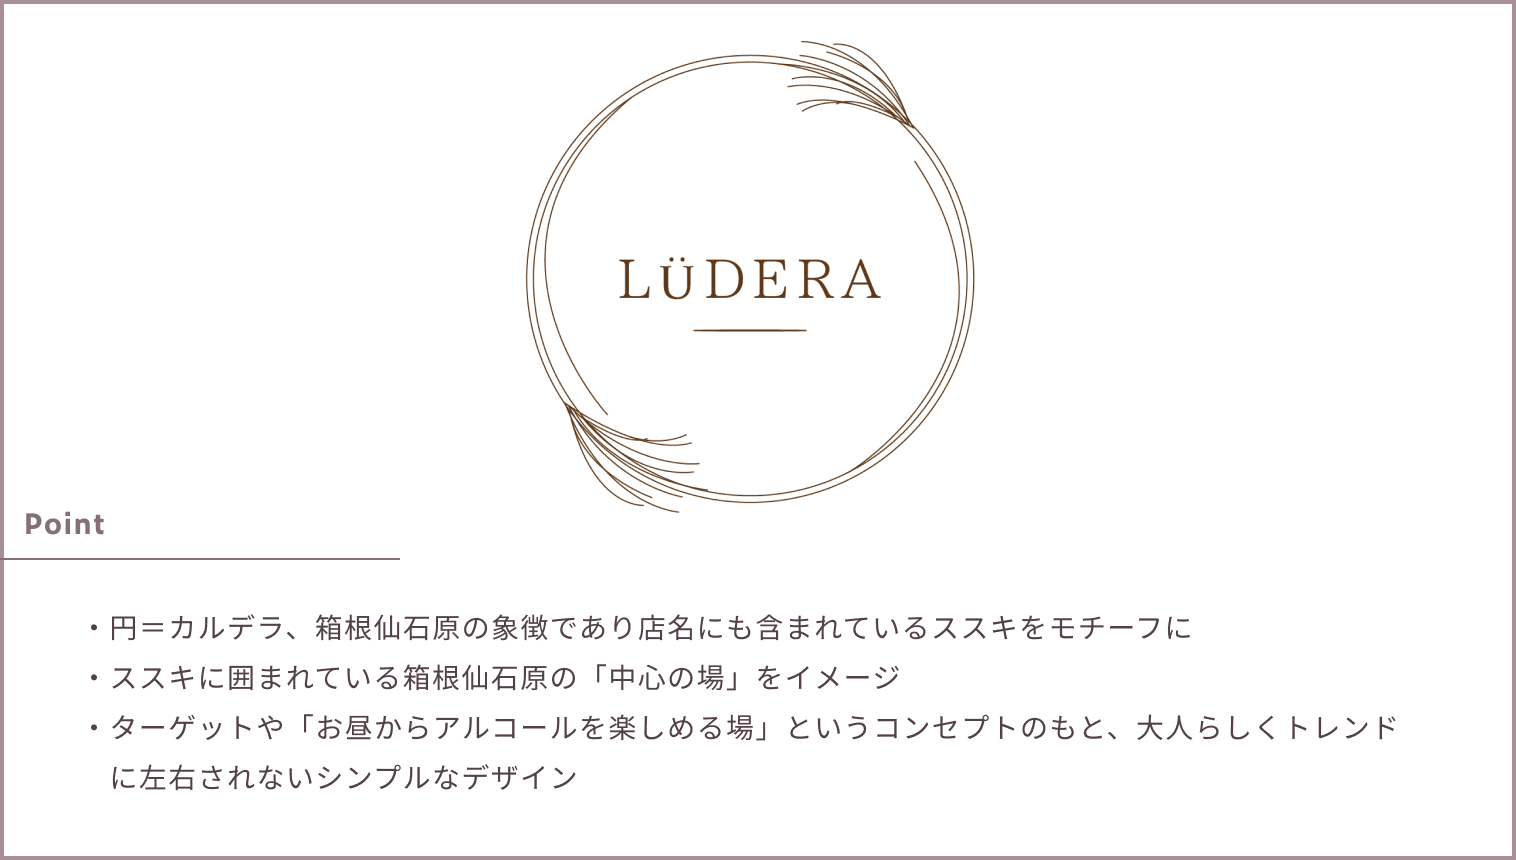 LÜDERA
Point
・円＝カルデラ、箱根仙石原の象徴であり店名にも含まれているススキをモチーフに
・ススキに囲まれている箱根仙石原の「中心の場」をイメージ
・ターゲットや「お昼からアルコールを楽しめる場」というコンセプトのもと、大人らしくトレンド
に左右されないシンプルなデザイン